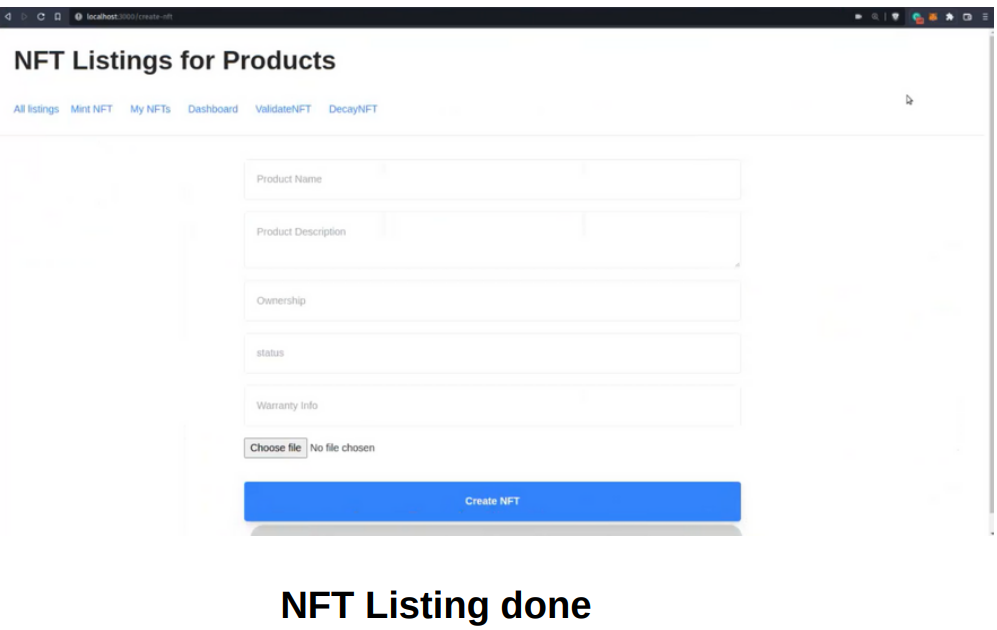 localhost:3000/create-nft
NFT Listings for Products
All listings Mint NFT My NFTs Dashboard ValidateNFT DecayNFT
Product Name
Product Description
Ownership
status
Warranty Info
Choose file No file chosen
Create NFT
NFT Listing done